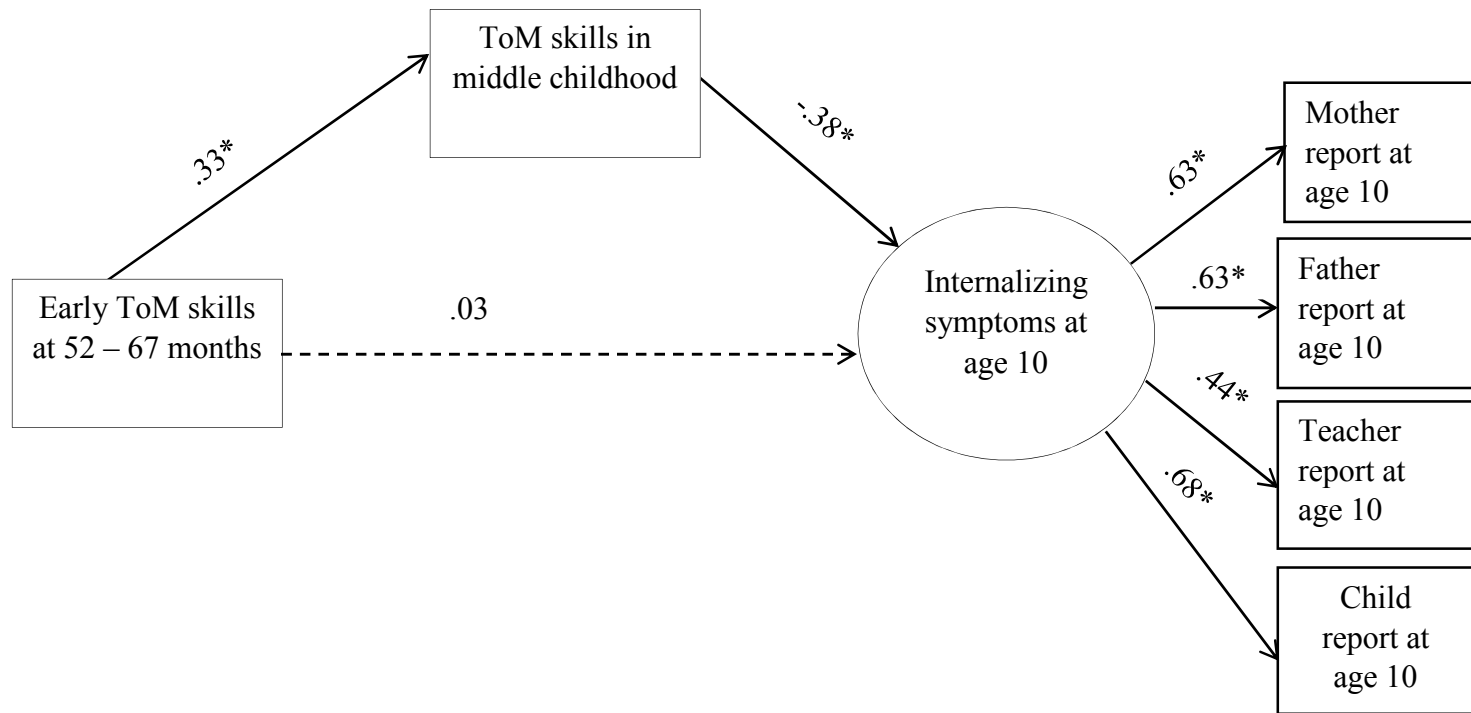 ToM skills in
middle childhood
.33*
-.38*
Early ToM skills
at 52 – 67 months
.03
Internalizing
symptoms at
age 10
.63*
.63*
.44*
.68*
Mother
report at
age 10
Father
report at
age 10
Teacher
report at
age 10
Child
report at
age 10